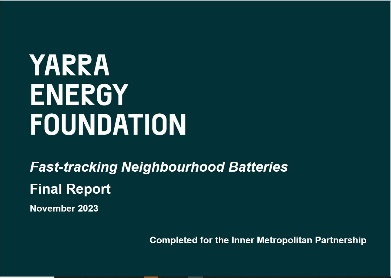 YARRA
ENERGY
FOUNDATION
Fast-tracking Neighbourhood Batteries
Final Report
November 2023
Completed for the Inner Metropolitan Partnership